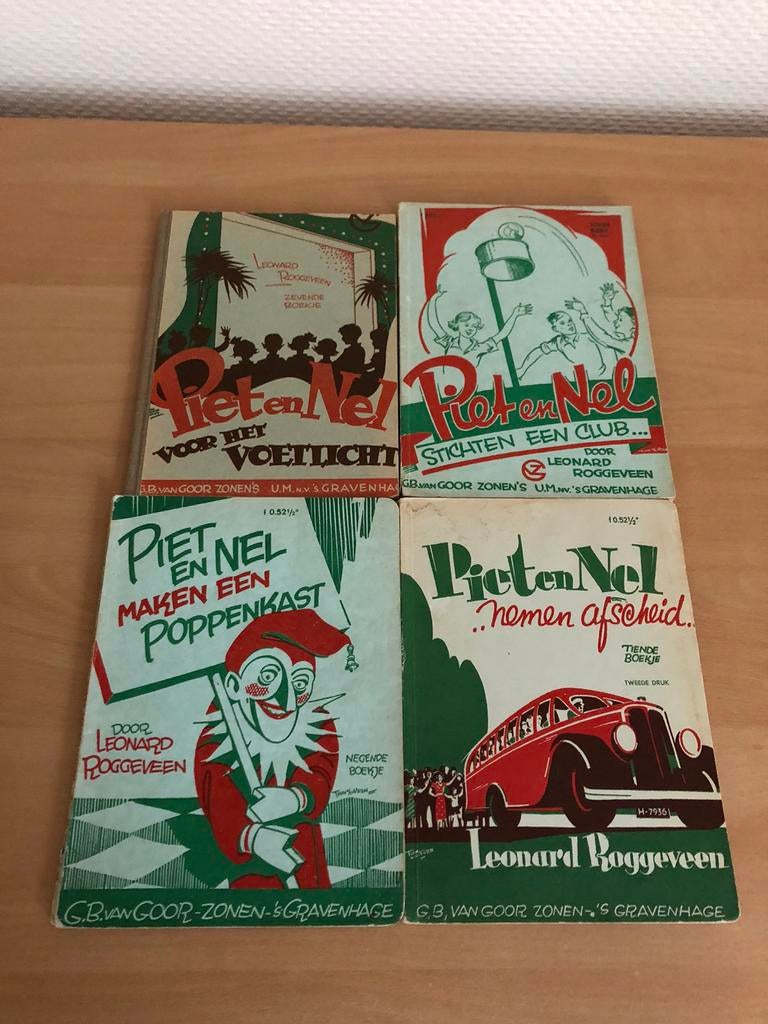 LEONARD
ROGGEVEEN
ZEVENDE
BOEKJE
Piet en Nel
VOOR HET
VOETLICHT
G.B. VAN GOOR ZONEN'S U.M. N.V. 'S GRAVENHAG
Piet en Nel
STICHTEN EEN CLUB...
DOOR
LEONARD
ROGGEVEEN
G.B. VAN GOOR ZONEN'S U.M. N.V. 'S GRAVENHAGE
f 0.52½*
PIET
EN NEL
MAKEN EEN
POPPENKAST
DOOR
LEONARD
ROGGEVEEN
NEGENDE
BOEKJE
G.B. VAN GOOR - ZONEN - 'S GRAVENHAGE
f 0.52½*
Piet en Nel
..nemen afscheid.
TIENDE
BOEKJE
TWEEDE DRUK
H-7936
Leonard Roggeveen
G.B. VAN GOOR ZONEN-.'S GRAVENHAGE